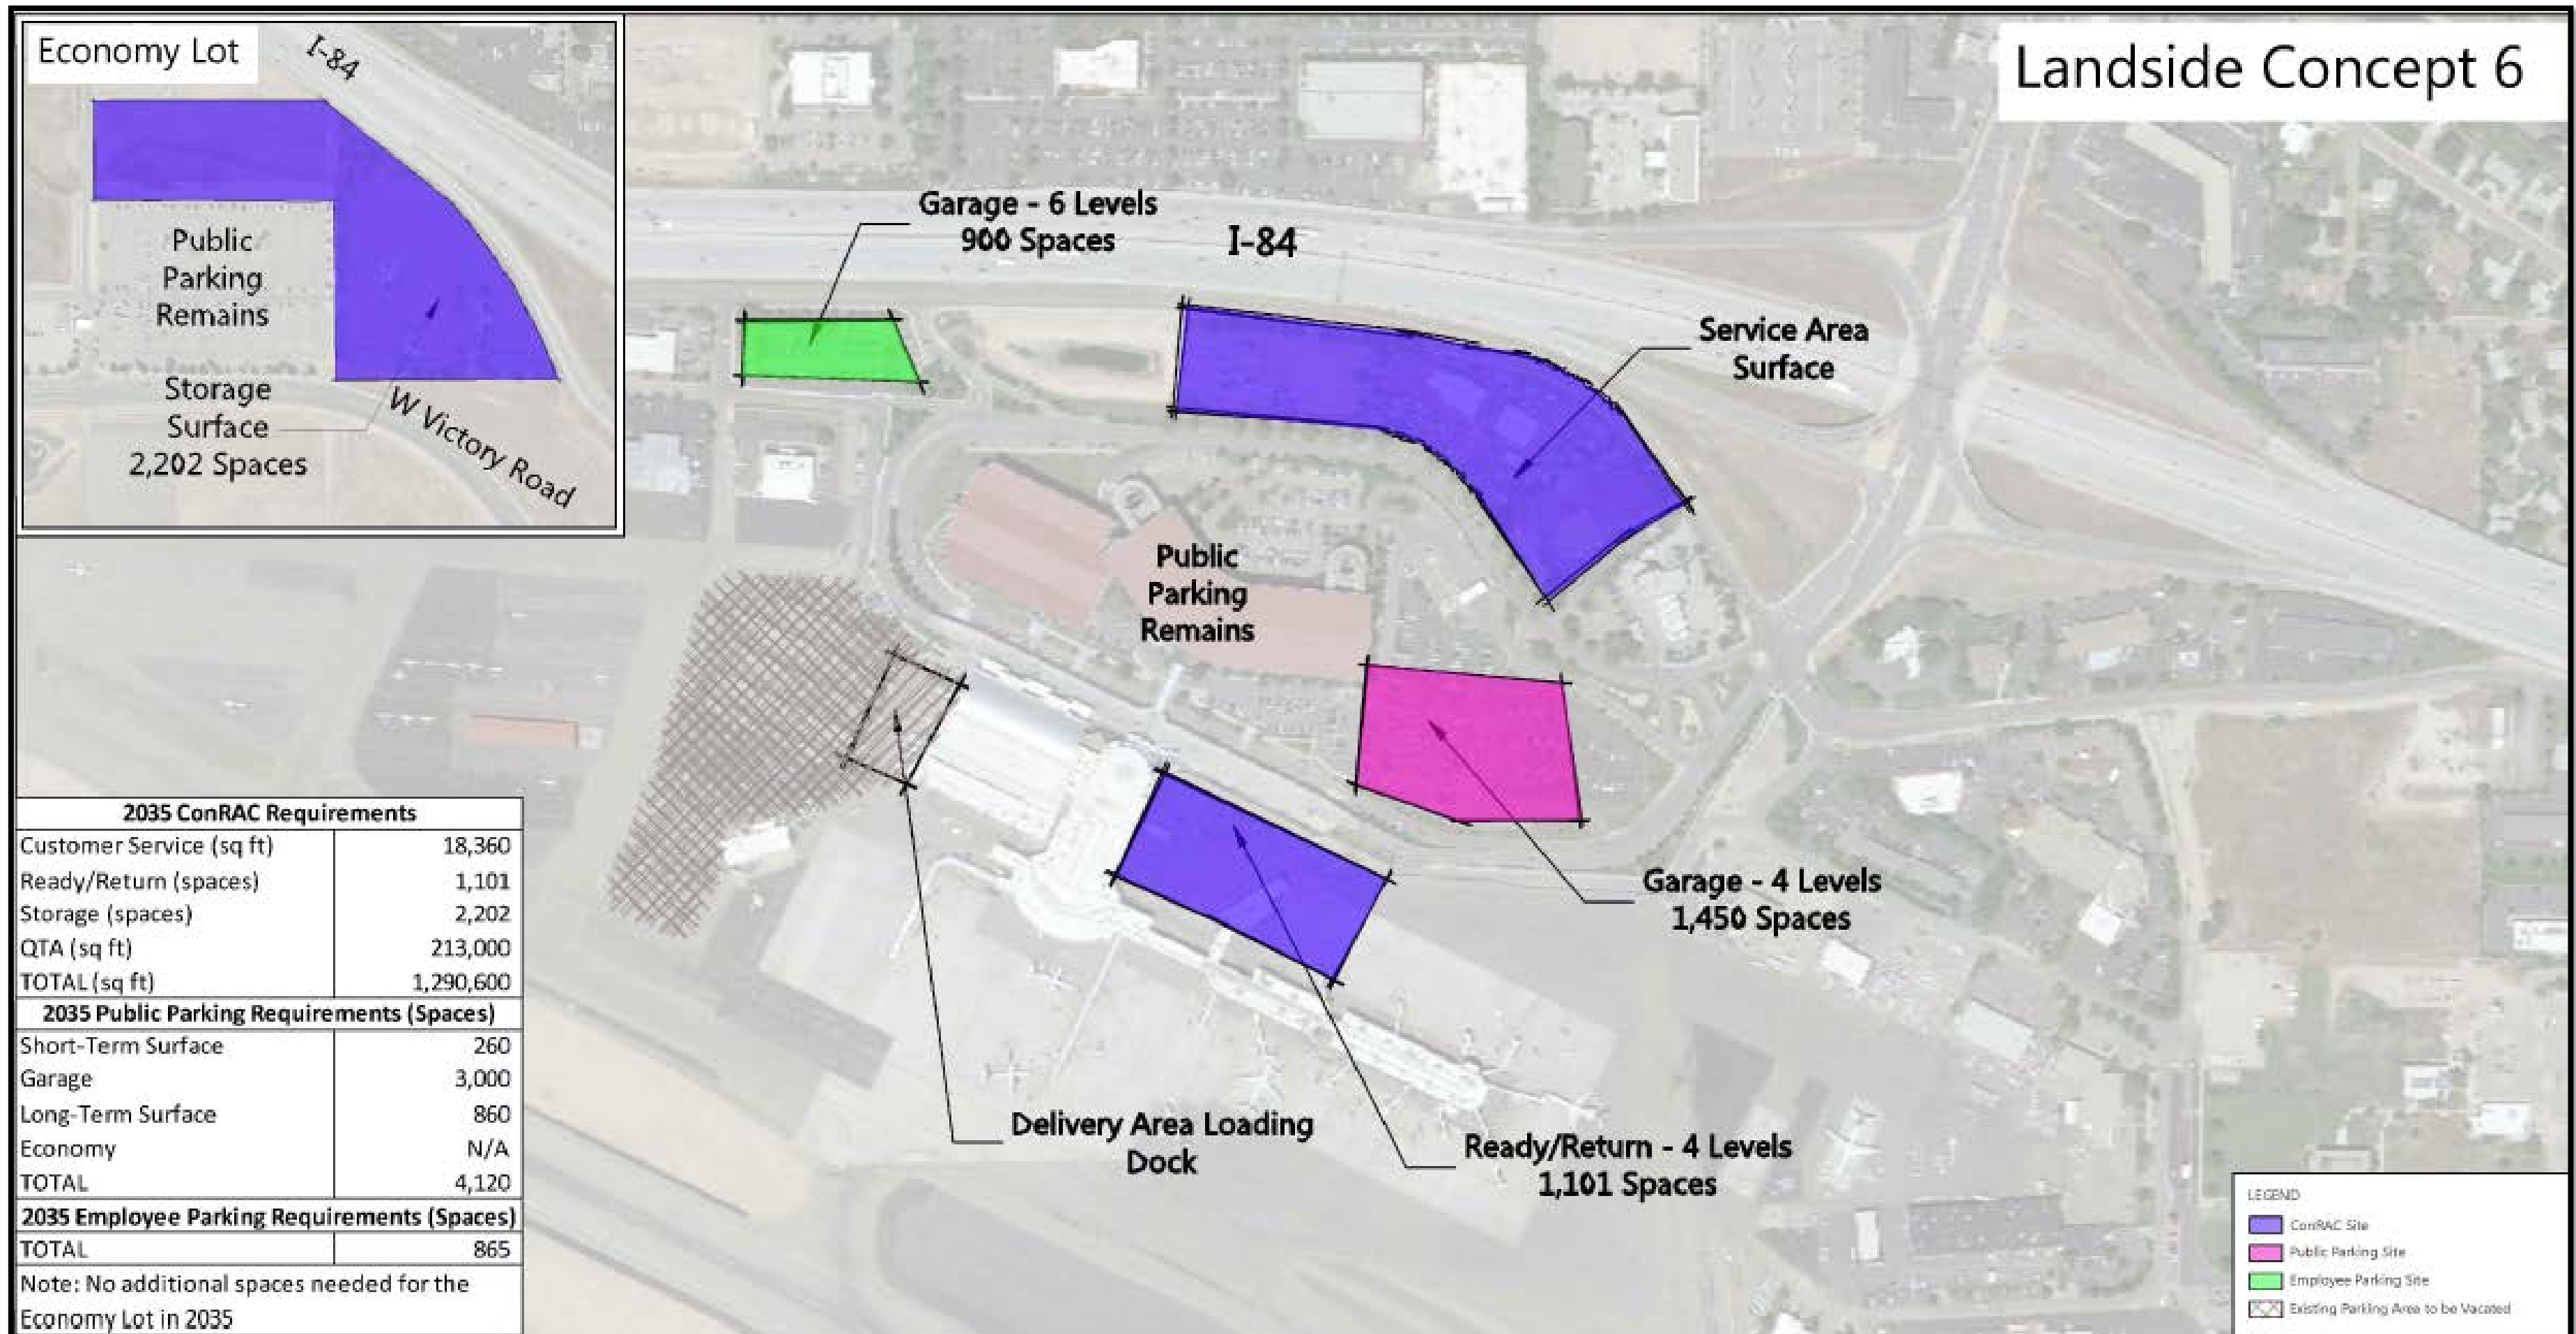 Economy Lot
I-84
Public
Parking
Remains
Storage
Surface
2,202 Spaces
W Victory Road
Landside Concept 6
Garage - 6 Levels
900 Spaces
I-84
Service Area
Surface
Public
Parking
Remains
Garage - 4 Levels
1,450 Spaces
Delivery Area Loading
Dock
Ready/Return - 4 Levels
1,101 Spaces
2035 ConRAC Requirements
Customer Service (sq ft) 18,360
Ready/Return (spaces) 1,101
Storage (spaces) 2,202
QTA (sq ft) 213,000
TOTAL (sq ft) 1,290,600
2035 Public Parking Requirements (Spaces)
Short-Term Surface 260
Garage 3,000
Long-Term Surface 860
Economy N/A
TOTAL 4,120
2035 Employee Parking Requirements (Spaces)
TOTAL 865
Note: No additional spaces needed for the
Economy Lot in 2035
LEGEND
ConRAC Site
Public Parking Site
Employee Parking Site
Existing Parking Area to be Vacated